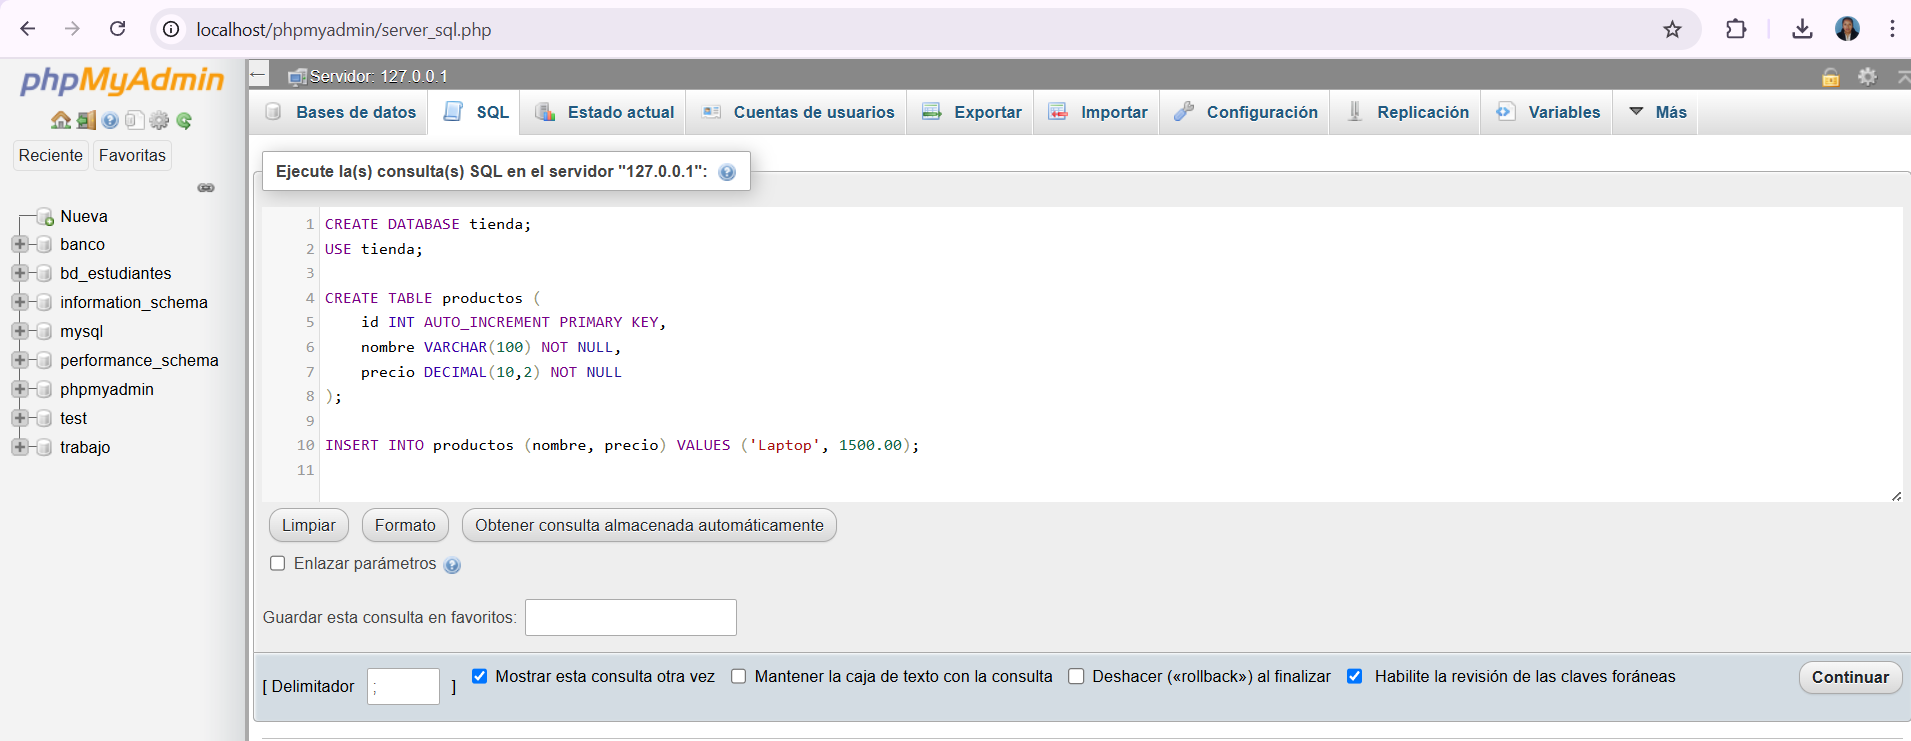 localhost/phpmyadmin/server_sql.php
phpMyAdmin
Reciente Favoritas
Nueva
banco
bd_estudiantes
information_schema
mysql
performance_schema
phpmyadmin
test
trabajo
Servidor: 127.0.0.1
Bases de datos SQL Estado actual Cuentas de usuarios Exportar Importar Configuración Replicación Variables Más
Ejecute la(s) consulta(s) SQL en el servidor "127.0.0.1":
1 CREATE DATABASE tienda;
2 USE tienda;
3
4 CREATE TABLE productos (
5     id INT AUTO_INCREMENT PRIMARY KEY,
6     nombre VARCHAR(100) NOT NULL,
7     precio DECIMAL(10,2) NOT NULL
8 );
9
10 INSERT INTO productos (nombre, precio) VALUES ('Laptop', 1500.00);
11
Limpiar Formato Obtener consulta almacenada automáticamente
Enlazar parámetros
Guardar esta consulta en favoritos:
[ Delimitador ; ] Mostrar esta consulta otra vez Mantener la caja de texto con la consulta Deshacer («rollback») al finalizar Habilite la revisión de las claves foráneas Continuar